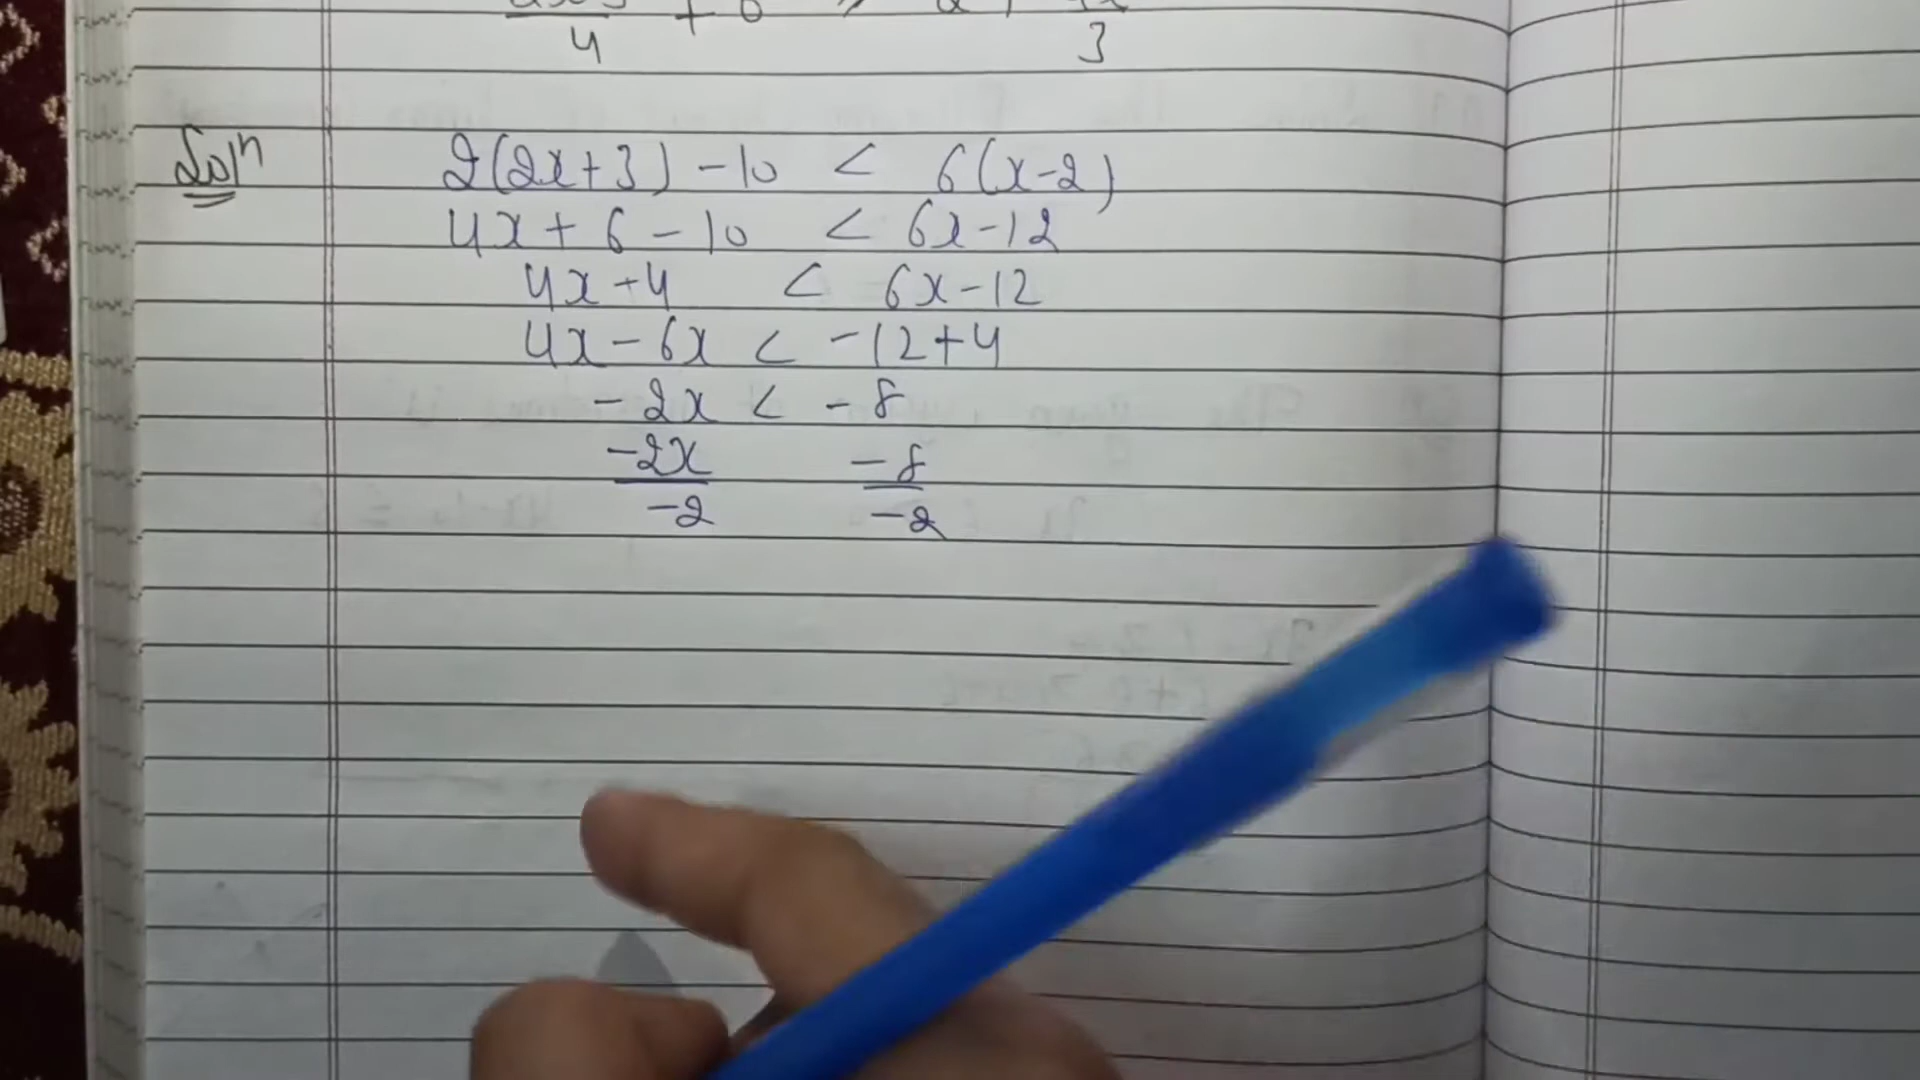 4 3
Solⁿ 2(2x+3) - 10 < 6(x-2)
4x + 6 - 10 < 6x-12
4x - 4 < 6x-12
4x - 6x < -12+4
-2x < -8
-2x -8
-2 -2